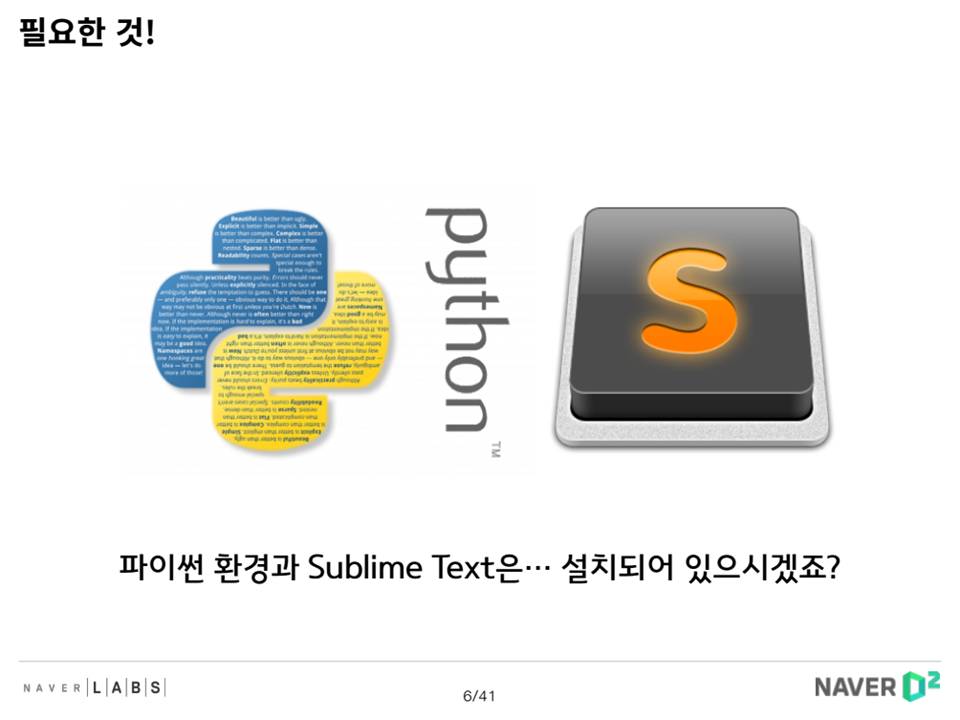 필요한 것!
Beautiful is better than ugly.
Explicit is better than implicit. Simple
is better than complex. Complex is better
than complicated. Flat is better than
nested. Sparse is better than dense.
Readability counts. Special cases aren't
special enough to
break the rules.
Although practicality beats purity. Errors should never
pass silently. Unless explicitly silenced. In the face of
ambiguity, refuse the temptation to guess. There should be one
— and preferably only one — obvious way to do it. Although that
way may not be obvious at first unless you're Dutch. Now is
better than never. Although never is often better than right
now. If the implementation is hard to explain, it's a bad
idea. If the implementation
is easy to explain, it
may be a good idea.
Namespaces are
one honking great
idea — let's do
more of those!
python
TM
S
파이썬 환경과 Sublime Text은… 설치되어 있으시겠죠?
NAVER LABS
6/41
NAVER D2